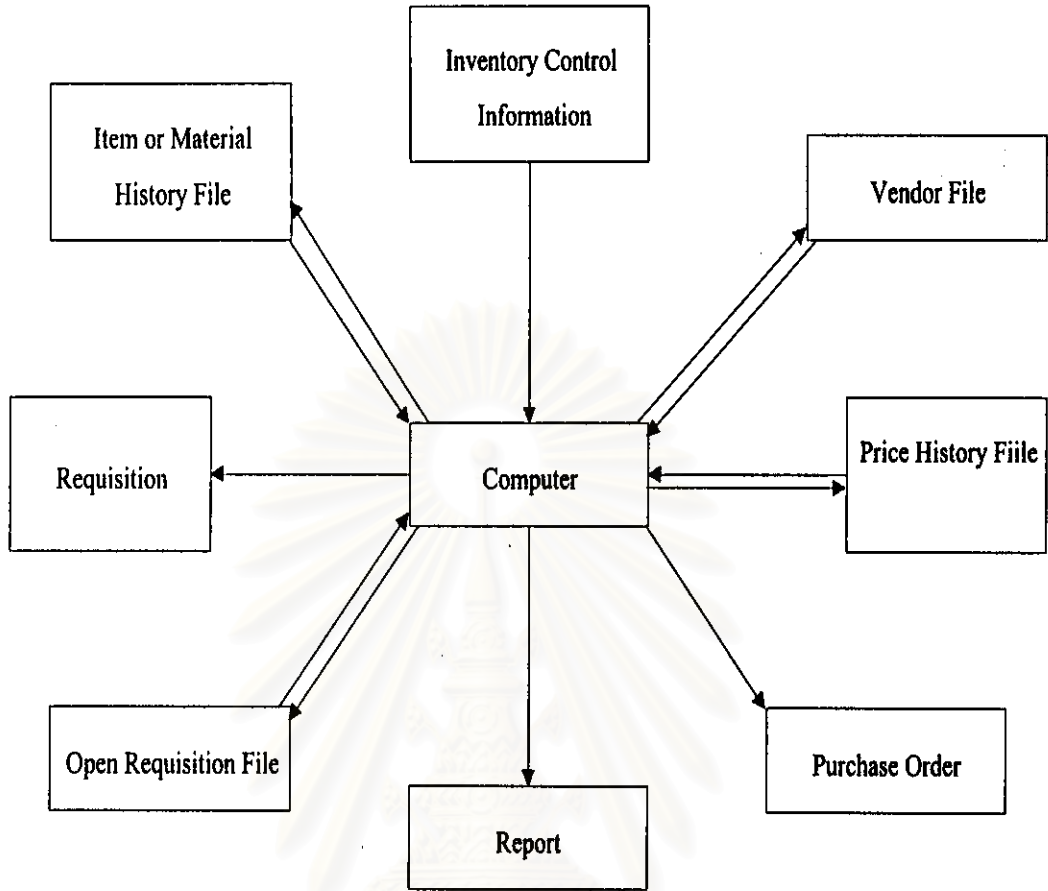 Inventory Control
Information
Item or Material
History File
Vendor File
Requisition
Computer
Price History Fiile
Open Requisition File
Report
Purchase Order